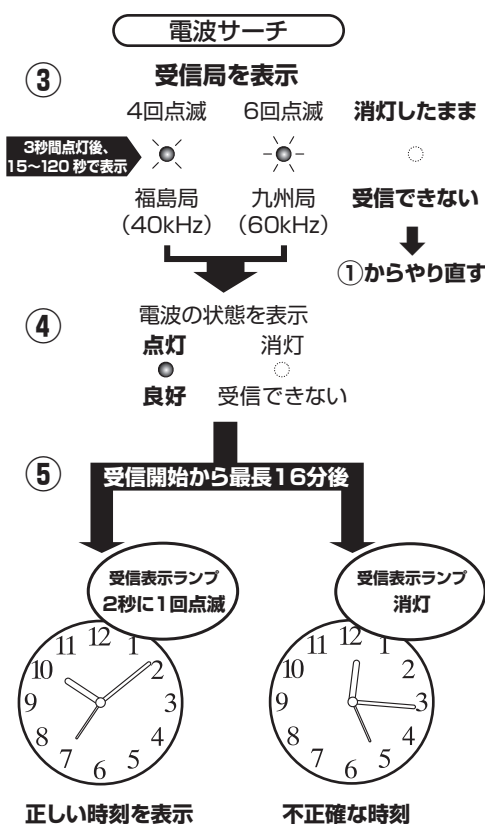 電波サーチ
③ 受信局を表示
4回点滅 6回点滅 消灯したまま
3秒間点灯後、
15～120秒で表示
福島局 九州局 受信できない
（40kHz） （60kHz）
①からやり直す
④ 電波の状態を表示
点灯 消灯
良好 受信できない
⑤ 受信開始から最長16分後
受信表示ランプ 受信表示ランプ
2秒に1回点滅 消灯
12 1 2 3 4 5 6 7 8 9 10 11
12 1 2 3 4 5 6 7 8 9 10 11
正しい時刻を表示 不正確な時刻